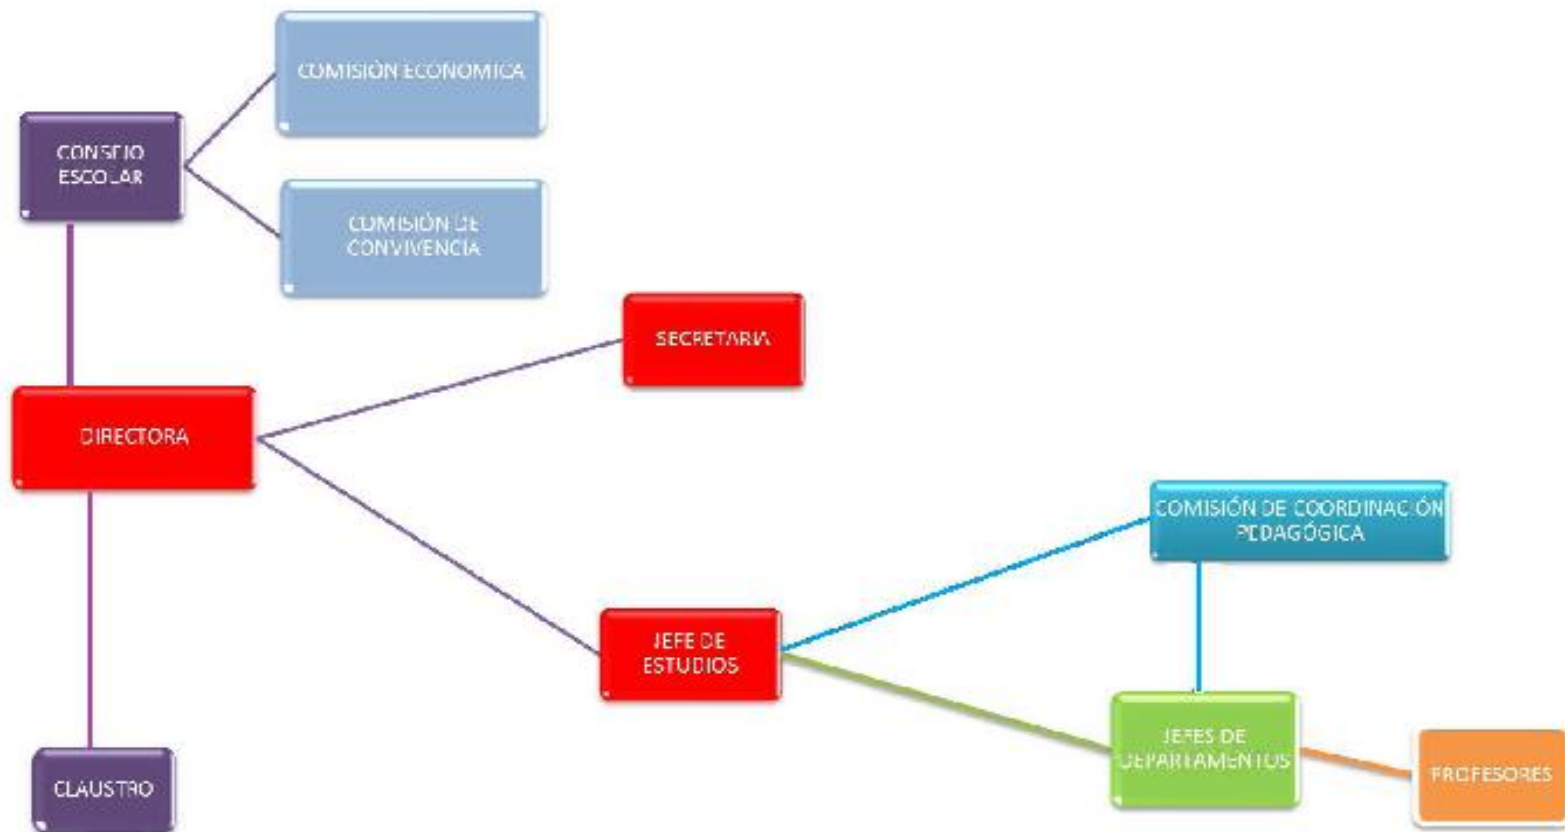 COMISIÓN ECONOMICA
CONSEJO
ESCOLAR
COMISIÓN DE
CONVIVENCIA
SECRETARIA
DIRECTORA
COMISIÓN DE COORDINACIÓN
PEDAGÓGICA
JEFE DE
ESTUDIOS
JEFES DE
DEPARTAMENTOS
PROFESORES
CLAUSTRO